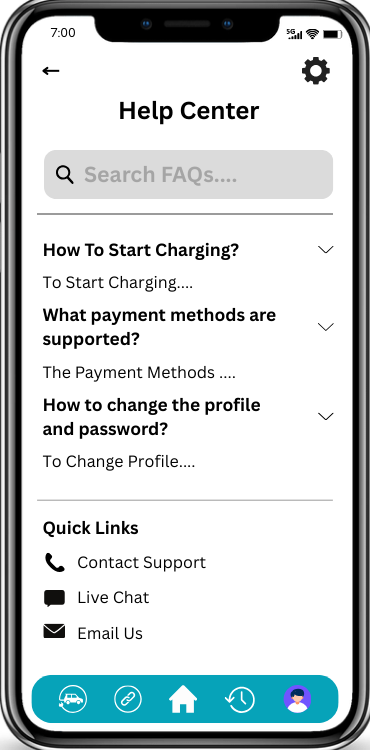 7:00
5G
Help Center
Search FAQs....
How To Start Charging?
To Start Charging....
What payment methods are
supported?
The Payment Methods ....
How to change the profile
and password?
To Change Profile....
Quick Links
Contact Support
Live Chat
Email Us